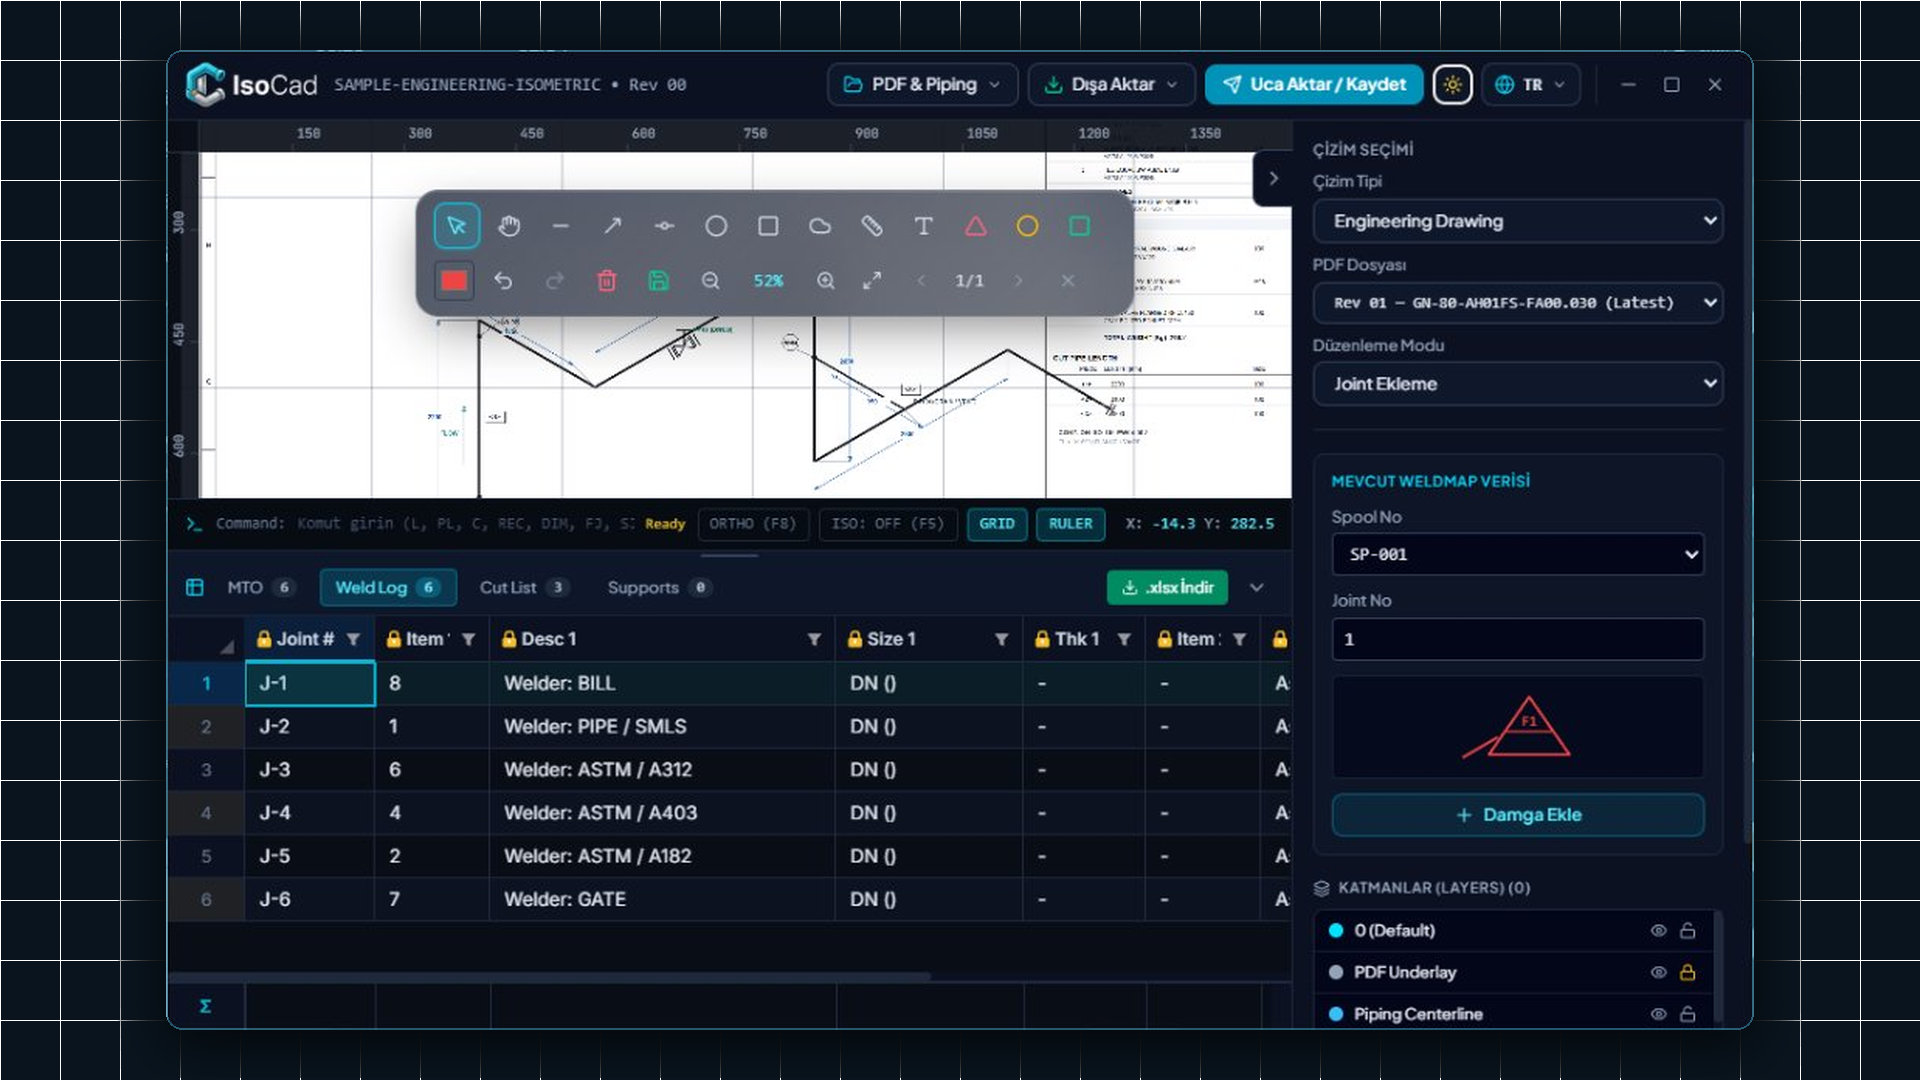 IsoCad SAMPLE-ENGINEERING-ISOMETRIC • Rev 00 PDF & Piping Dışa Aktar Uca Aktar / Kaydet TR
150 300 450 600 750 900 1050 1200 1350
300
450
600
T
52% 1/1
CUT PIPE LENGTH
FLOW
Command: Komut girin (L, PL, C, REC, DIM, FJ, Ready ORTHO (F8) ISO: OFF (F5) GRID RULER X: -14.3 Y: 282.5
MTO 6 Weld Log 6 Cut List 3 Supports 0 .xlsx İndir
Joint # Item Desc 1 Size 1 Thk 1 Item
1 J-1 8 Welder: BILL DN () - - A
2 J-2 1 Welder: PIPE / SMLS DN () - - A
3 J-3 6 Welder: ASTM / A312 DN () - - A
4 J-4 4 Welder: ASTM / A403 DN () - - A
5 J-5 2 Welder: ASTM / A182 DN () - - A
6 J-6 7 Welder: GATE DN () - - A
Σ
ÇİZİM SEÇİMİ
Çizim Tipi
Engineering Drawing
PDF Dosyası
Rev 01 — GN-80-AH01FS-FA00.030 (Latest)
Düzenleme Modu
Joint Ekleme
MEVCUT WELDMAP VERİSİ
Spool No
SP-001
Joint No
1
F1
+ Damga Ekle
KATMANLAR (LAYERS) (0)
0 (Default)
PDF Underlay
Piping Centerline